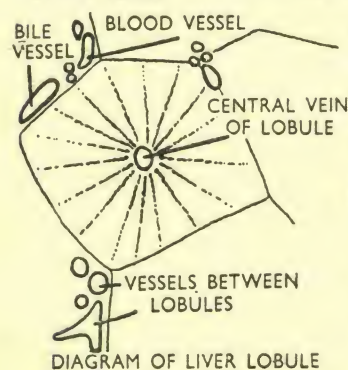 BLOOD VESSEL
BILE
VESSEL
CENTRAL VEIN
OF LOBULE
VESSELS BETWEEN
LOBULES
DIAGRAM OF LIVER LOBULE